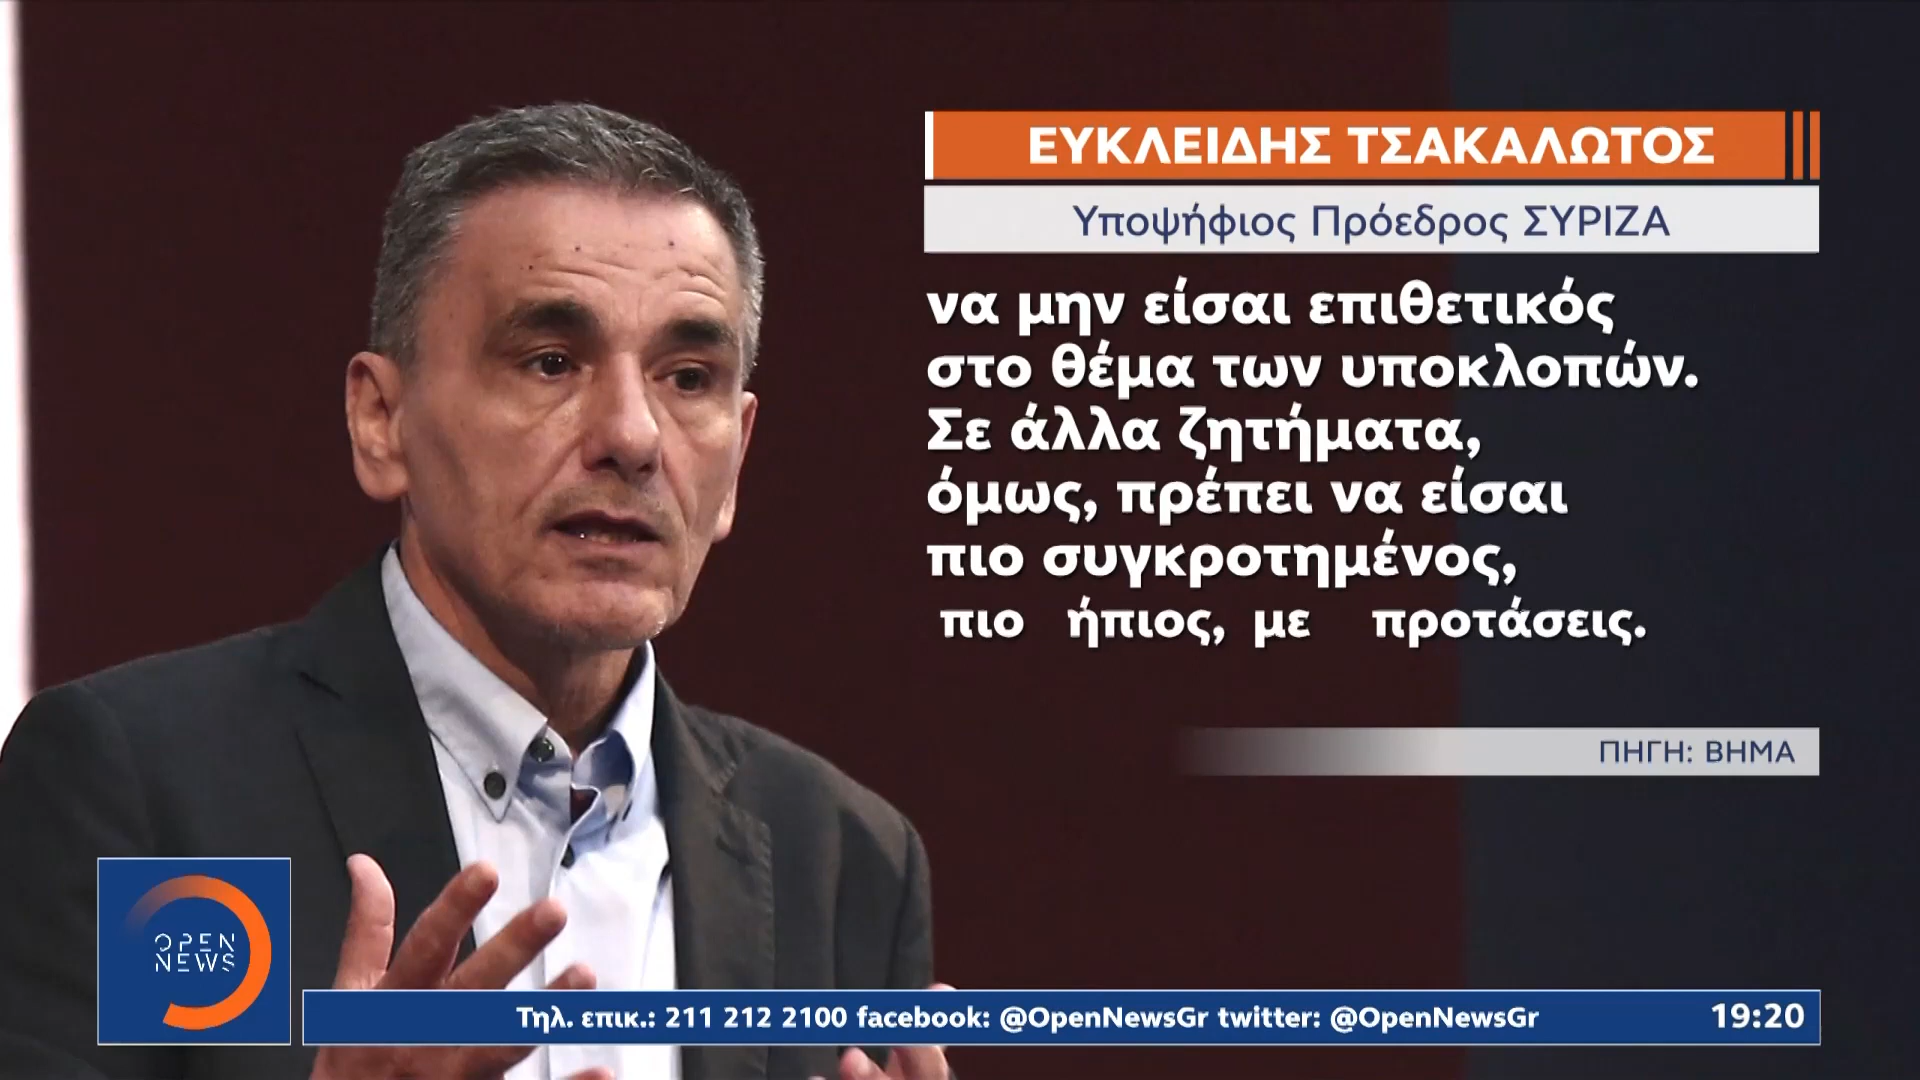 ΕΥΚΛΕΙΔΗΣ ΤΣΑΚΑΛΩΤΟΣ
Υποψήφιος Πρόεδρος ΣΥΡΙΖΑ
να μην είσαι επιθετικός
στο θέμα των υποκλοπών.
Σε άλλα ζητήματα,
όμως, πρέπει να είσαι
πιο συγκροτημένος,
πιο ήπιος, με προτάσεις.
ΠΗΓΗ: ΒΗΜΑ
OPEN
NEWS
Τηλ. επικ.: 211 212 2100 facebook: @OpenNewsGr twitter: @OpenNewsGr 19:20